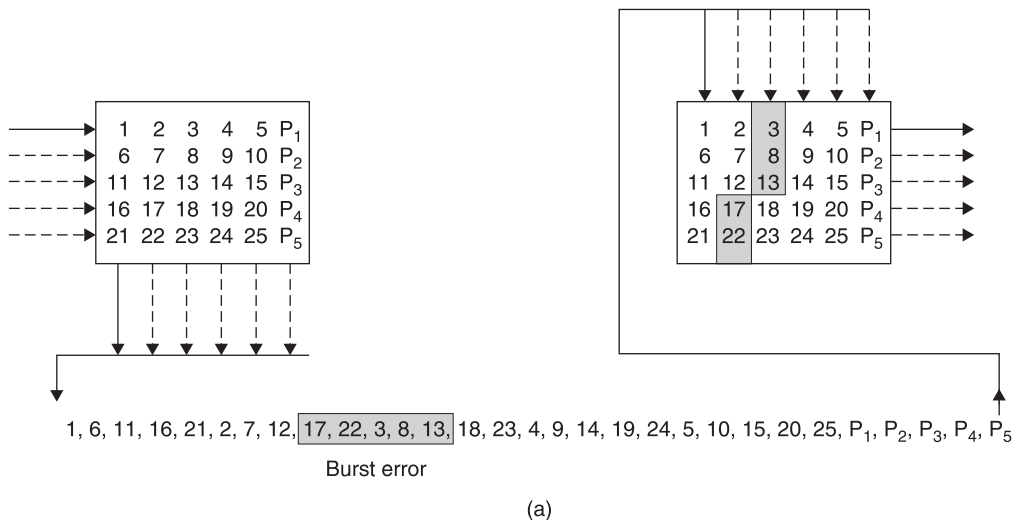 1 2 3 4 5 P1
6 7 8 9 10 P2
11 12 13 14 15 P3
16 17 18 19 20 P4
21 22 23 24 25 P5
1 2 3 4 5 P1
6 7 8 9 10 P2
11 12 13 14 15 P3
16 17 18 19 20 P4
21 22 23 24 25 P5
1, 6, 11, 16, 21, 2, 7, 12, 17, 22, 3, 8, 13, 18, 23, 4, 9, 14, 19, 24, 5, 10, 15, 20, 25, P1, P2, P3, P4, P5
Burst error
(a)